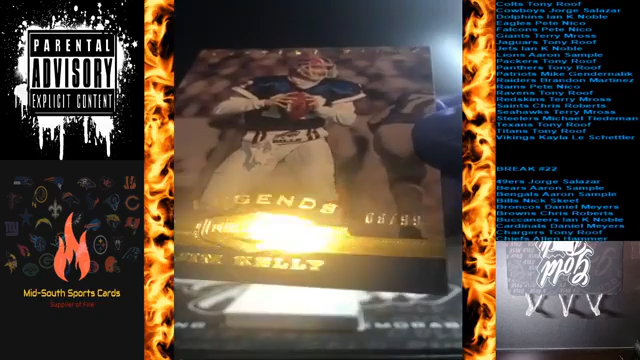 PARENTAL
ADVISORY
EXPLICIT CONTENT
Mid-South Sports Cards
Supplier of Fire
GENDS
KELLY
Colts Tony Roof
Cowboys Jorge Salazar
Dolphins Ian K Noble
Eagles Pete Nico
Falcons Pete Nico
Giants Terry Mross
Jaguars Tony Roof
Jets Ian K Noble
Lions Aaron Sample
Packers Tony Roof
Panthers Tony Roof
Patriots Mike Gendernalik
Raiders Brandon Martinez
Rams Pete Nico
Ravens Tony Roof
Redskins Terry Mross
Saints Chris Roberts
Seahawks Terry Mross
Steelers Michael Tiedeman
Texans Tony Roof
Titans Tony Roof
Vikings Kayla Le Schettler
BREAK #22
49ers Jorge Salazar
Bears Aaron Sample
Bengals Aaron Sample
Bills Nick Skeet
Broncos Daniel Meyers
Browns Chris Roberts
Buccaneers Ian K Noble
Cardinals Daniel Meyers
Chargers Tony Roof
Chiefs Allen Hammer
Gold